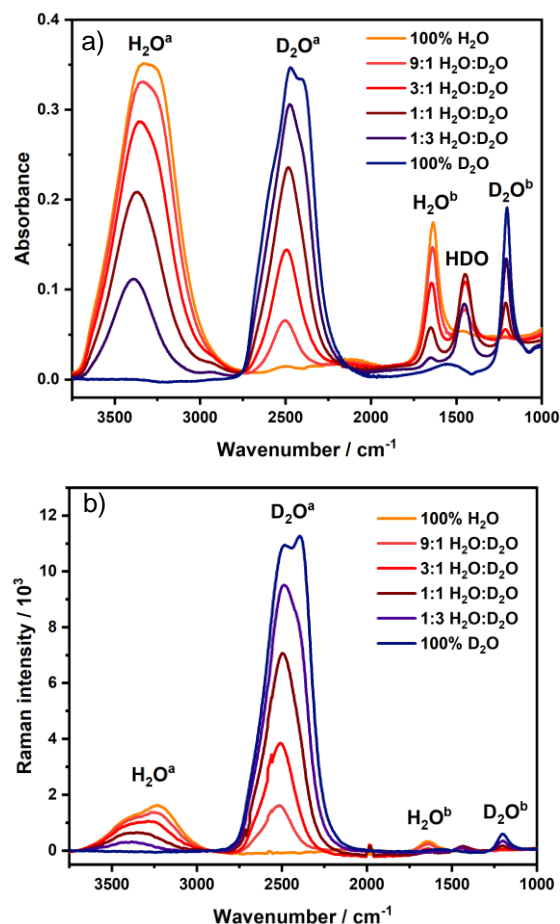 a)
H₂Oᵃ
D₂Oᵃ
100% H₂O
9:1 H₂O:D₂O
3:1 H₂O:D₂O
1:1 H₂O:D₂O
1:3 H₂O:D₂O
100% D₂O
H₂Oᵇ
D₂Oᵇ
HDO
Absorbance
0.4
0.3
0.2
0.1
0.0
3500 3000 2500 2000 1500 1000
Wavenumber / cm⁻¹
b)
D₂Oᵃ
100% H₂O
9:1 H₂O:D₂O
3:1 H₂O:D₂O
1:1 H₂O:D₂O
1:3 H₂O:D₂O
100% D₂O
H₂Oᵃ
H₂Oᵇ
D₂Oᵇ
Raman intensity / 10³
12
10
8
6
4
2
0
3500 3000 2500 2000 1500 1000
Wavenumber / cm⁻¹